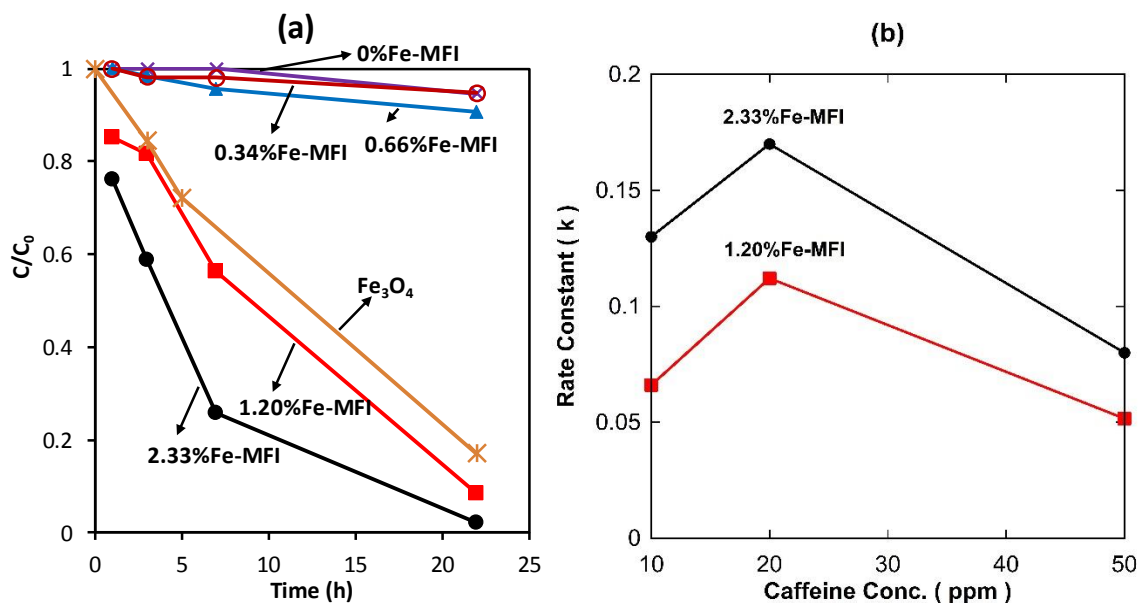 (a)
1
0.8
0.6
0.4
0.2
0
0
5
10
15
20
25
C/C₀
Time (h)
0%Fe-MFI
0.34%Fe-MFI
0.66%Fe-MFI
Fe₃O₄
1.20%Fe-MFI
2.33%Fe-MFI
(b)
0.2
0.15
0.1
0.05
0
10
20
30
40
50
Rate Constant ( k )
Caffeine Conc. ( ppm )
2.33%Fe-MFI
1.20%Fe-MFI